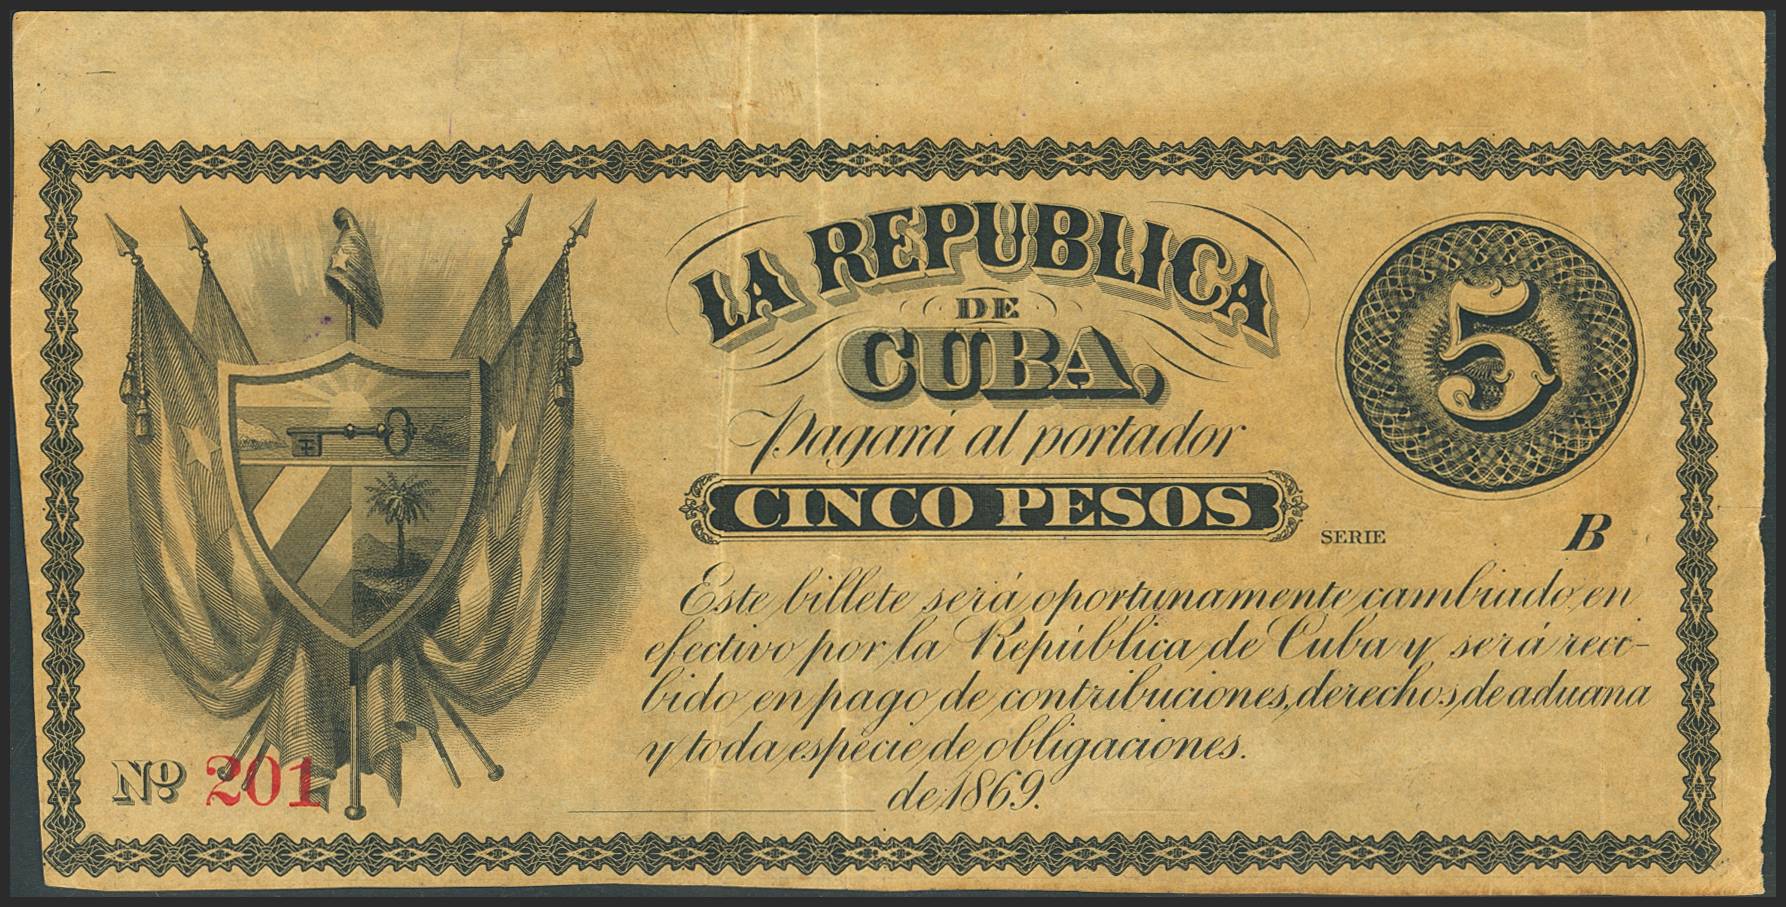 LA REPUBLICA
DE
CUBA,
5
Pagará al portador
CINCO PESOS
SERIE B
Este billete será oportunamente cambiado en
efectivo por la República de Cuba y será reci-
bido en pago de contribuciones, derechos de aduana
y toda especie de obligaciones.
de 1869.
Nº 201